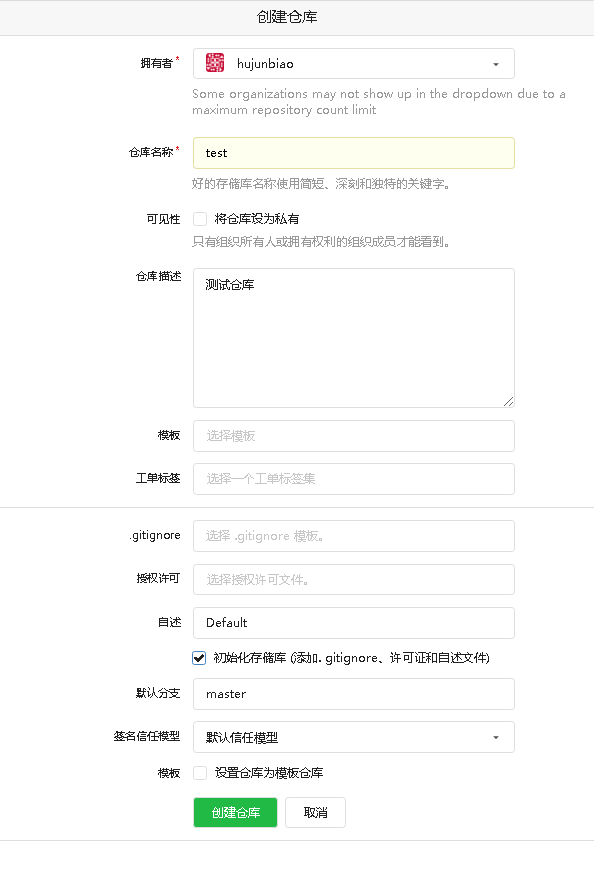 创建仓库
拥有者*
hujunbiao
Some organizations may not show up in the dropdown due to a
maximum repository count limit
仓库名称*
test
好的存储库名称使用简短、深刻和独特的关键字。
可见性
将仓库设为私有
只有组织所有人或拥有权利的组织成员才能看到。
仓库描述
测试仓库
模板
选择模板
工单标签
选择一个工单标签集
.gitignore
选择 .gitignore 模板。
授权许可
选择授权许可文件。
自述
Default
初始化存储库 (添加. gitignore、许可证和自述文件)
默认分支
master
签名信任模型
默认信任模型
模板
设置仓库为模板仓库
创建仓库
取消